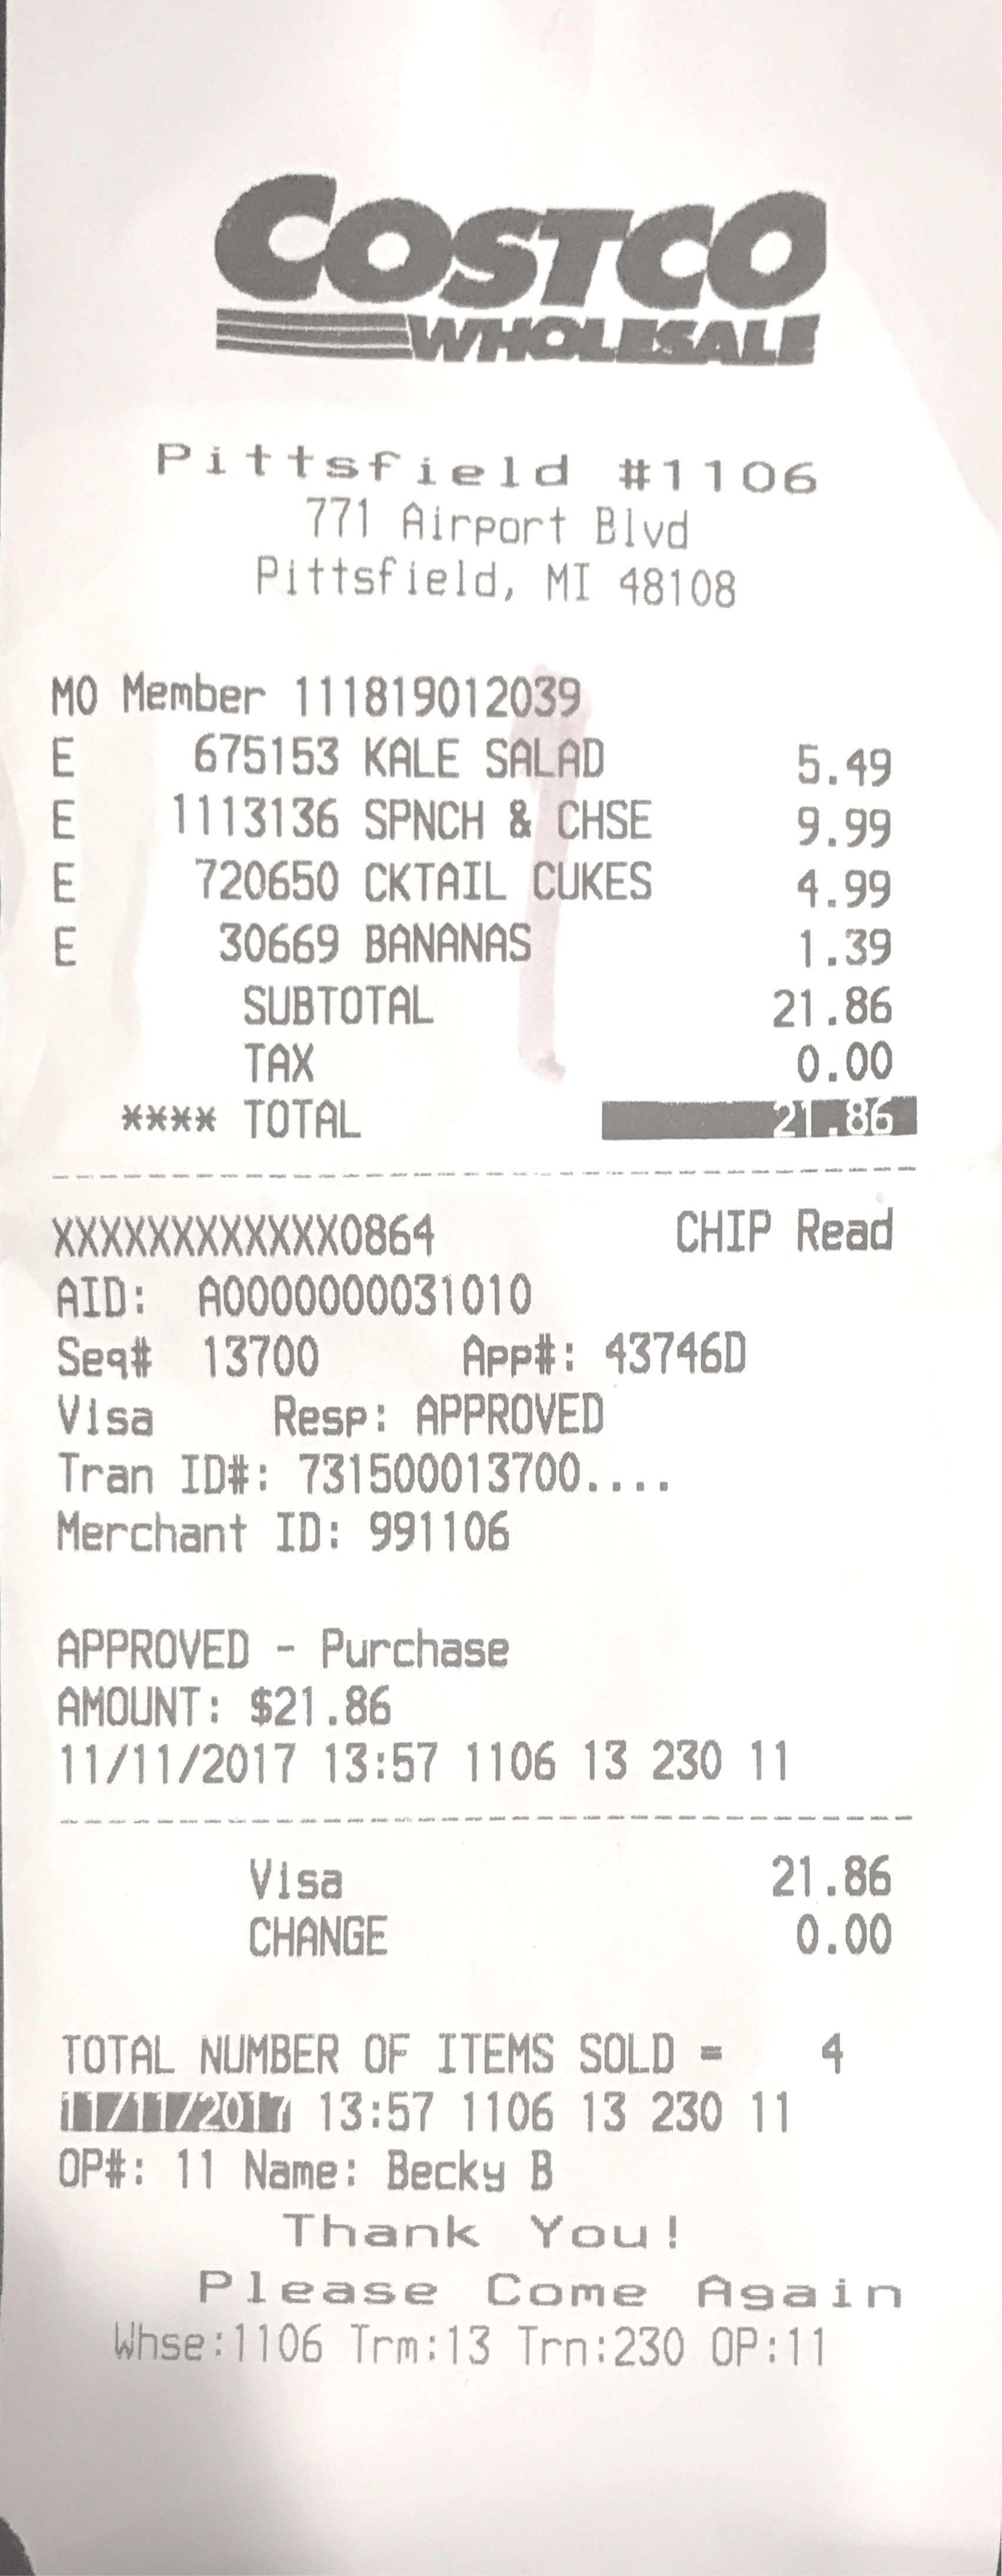 COSTCO
WHOLESALE
Pittsfield #1106
771 Airport Blvd
Pittsfield, MI 48108
MO Member 111819012039
E 675153 KALE SALAD 5.49
E 1113136 SPNCH & CHSE 9.99
E 720650 CKTAIL CUKES 4.99
E 30669 BANANAS 1.39
SUBTOTAL 21.86
TAX 0.00
**** TOTAL 21.86
XXXXXXXXXXXX0864 CHIP Read
AID: A0000000031010
Seq# 13700 App#: 43746D
Visa Resp: APPROVED
Tran ID#: 731500013700....
Merchant ID: 991106
APPROVED - Purchase
AMOUNT: $21.86
11/11/2017 13:57 1106 13 230 11
Visa 21.86
CHANGE 0.00
TOTAL NUMBER OF ITEMS SOLD = 4
11/11/2017 13:57 1106 13 230 11
OP#: 11 Name: Becky B
Thank You!
Please Come Again
Whse:1106 Trm:13 Trn:230 OP:11